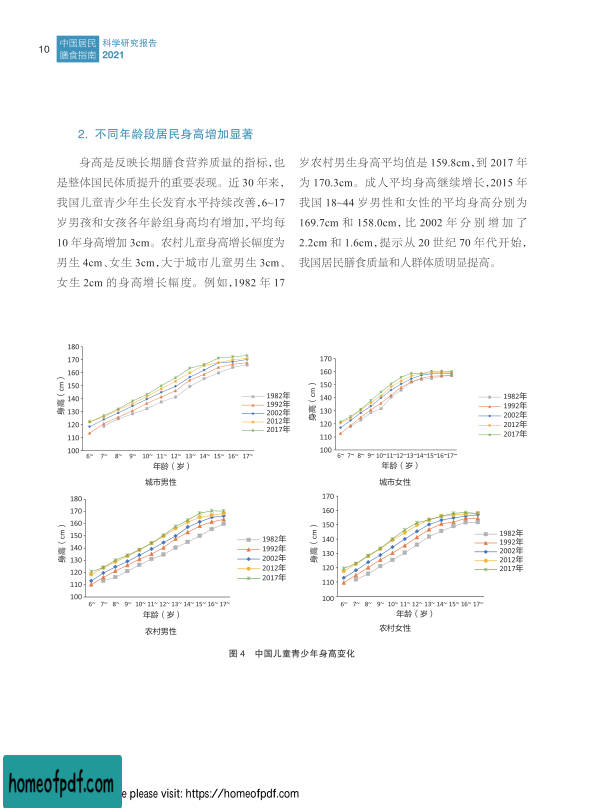 10
中国居民
膳食指南
科学研究报告
2021
2. 不同年龄段居民身高增加显著
身高是反映长期膳食营养质量的指标,也
是整体国民体质提升的重要表现。近 30 年来,
我国儿童青少年生长发育水平持续改善,6~17
岁男孩和女孩各年龄组身高均有增加,平均每
10 年身高增加 3cm。农村儿童身高增长幅度为
男生 4cm、女生 3cm,大于城市儿童男生 3cm、
女生 2cm 的身高增长幅度。例如,1982 年 17
岁农村男生身高平均值是 159.8cm,到 2017 年
为 170.3cm。成人平均身高继续增长,2015 年
我国 18~44 岁男性和女性的平均身高分别为
169.7cm 和 158.0cm, 比 2002 年 分 别 增 加 了
2.2cm 和 1.6cm,提示从 20 世纪 70 年代开始,
我国居民膳食质量和人群体质明显提高。
身高（cm）
180
170
160
150
140
130
120
110
100
6~ 7~ 8~ 9~ 10~ 11~ 12~ 13~ 14~ 15~ 16~ 17~
年龄（岁）
1982年
1992年
2002年
2012年
2017年
城市男性
身高（cm）
170
160
150
140
130
120
110
100
6~ 7~ 8~ 9~ 10~11~12~13~14~15~16~17~
年龄（岁）
1982年
1992年
2002年
2012年
2017年
城市女性
身高（cm）
180
170
160
150
140
130
120
110
100
6~ 7~ 8~ 9~ 10~ 11~ 12~ 13~ 14~ 15~ 16~ 17~
年龄（岁）
1982年
1992年
2002年
2012年
2017年
农村男性
身高（cm）
170
160
150
140
130
120
110
100
6~ 7~ 8~ 9~ 10~ 11~ 12~ 13~ 14~ 15~ 16~ 17~
年龄（岁）
1982年
1992年
2002年
2012年
2017年
农村女性
图 4 中国儿童青少年身高变化
homeofpdf.com
e please visit: https://homeofpdf.com